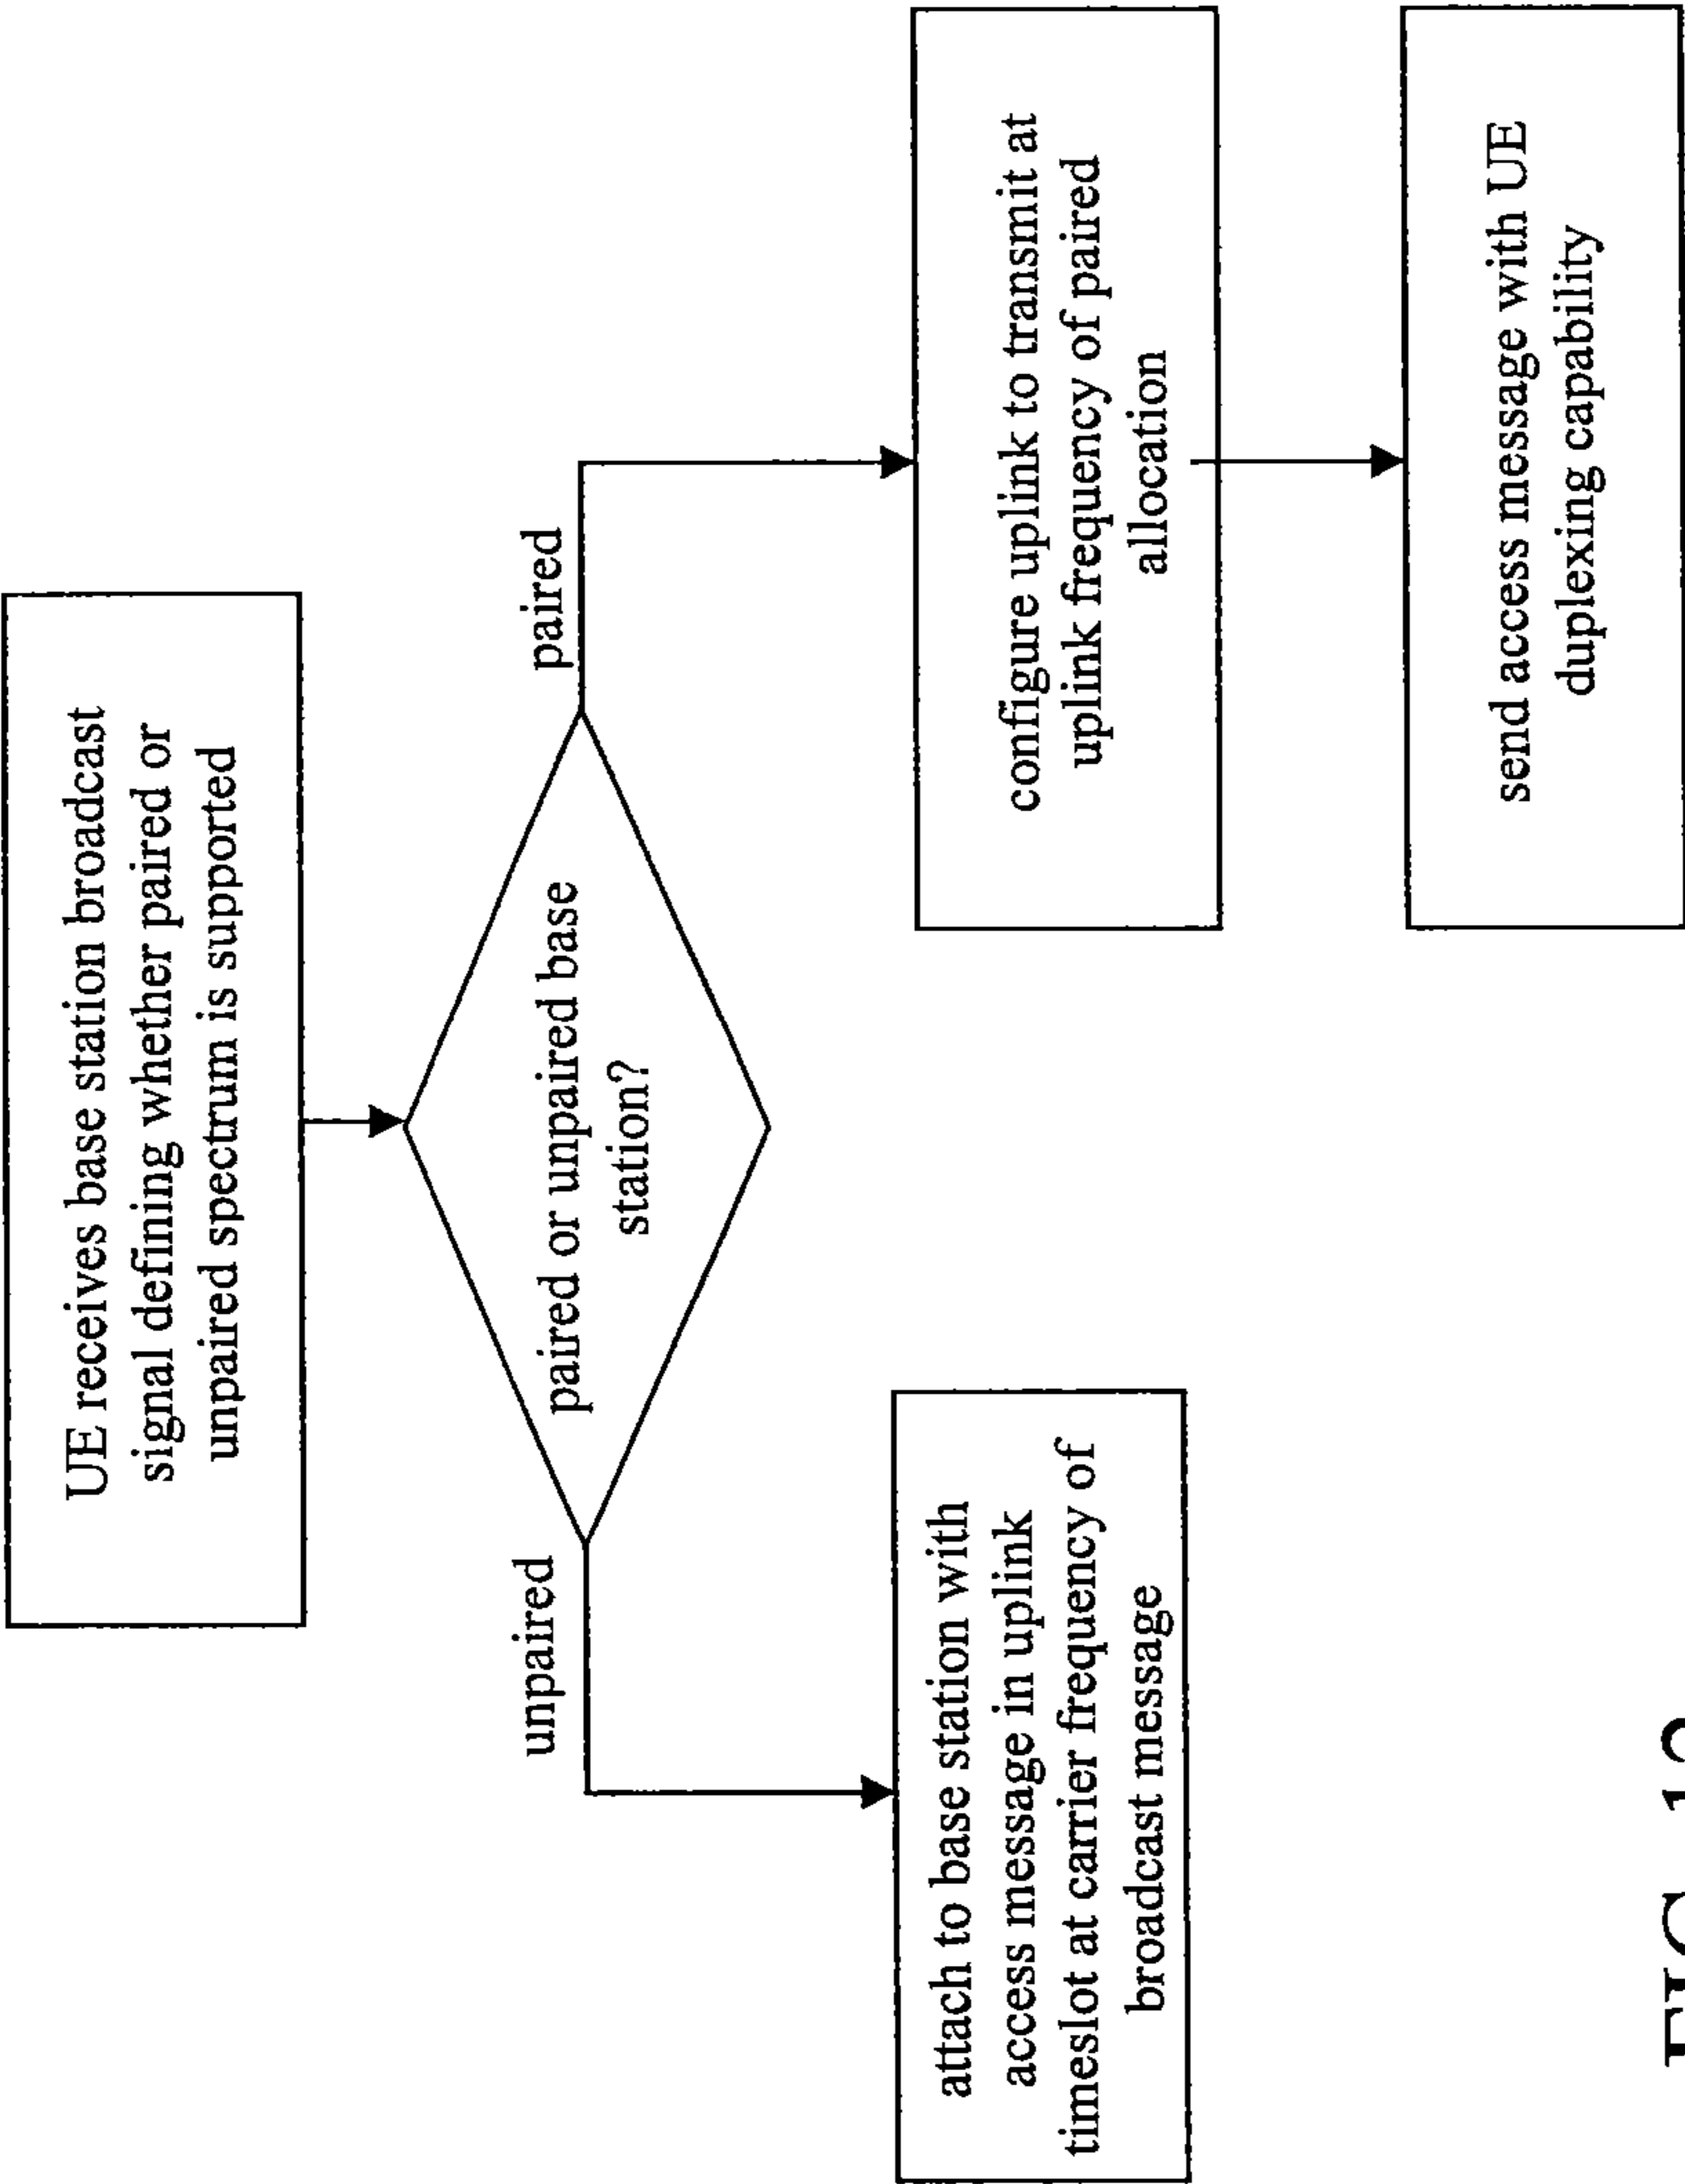 UE receives base station broadcast
signal defining whether paired or
unpaired spectrum is supported
paired or unpaired base
station?
unpaired
paired
attach to base station with
access message in uplink
timeslot at carrier frequency of
broadcast message
configure uplink to transmit at
uplink frequency of paired
allocation
send access message with UE
duplexing capability
FIG